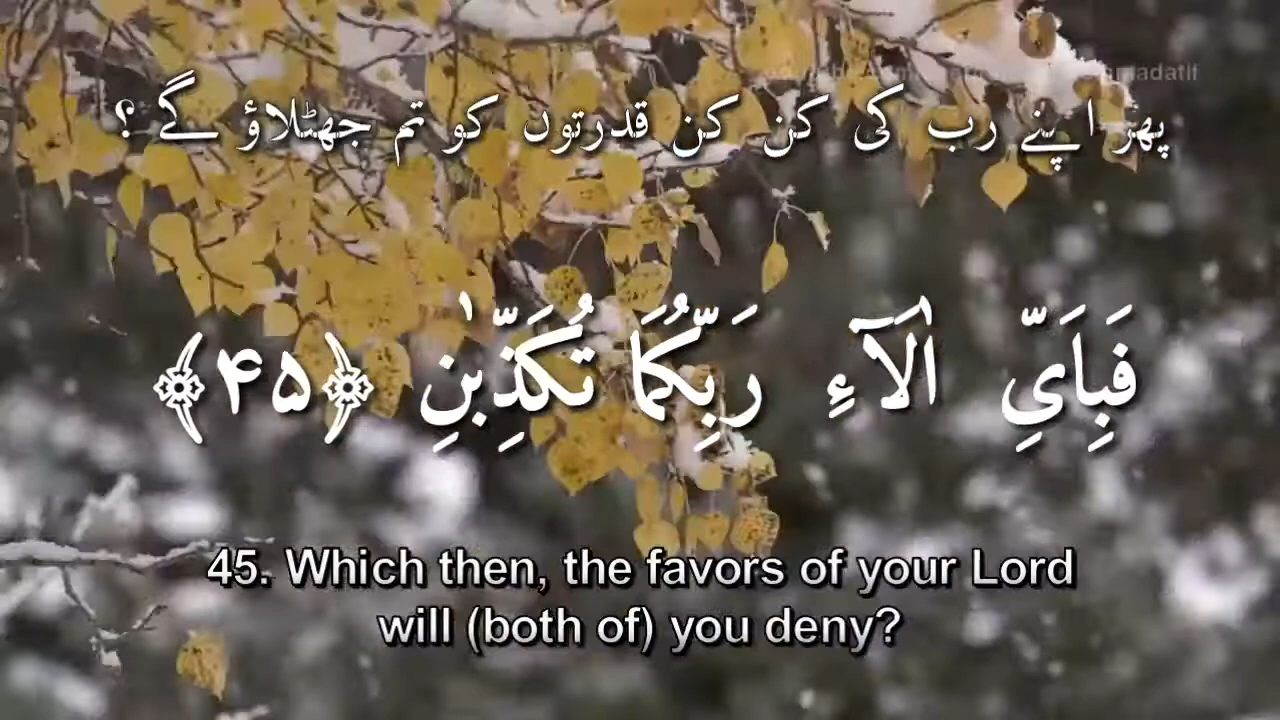 پھر اپنے رب کی کن کن قدرتوں کو تم جھٹلاؤ گے ؟
فَبِاَیِّ اٰلَآءِ رَبِّكُمَا تُكَذِّبٰنِ ﴿۴۵﴾
45. Which then, the favors of your Lord
will (both of) you deny?